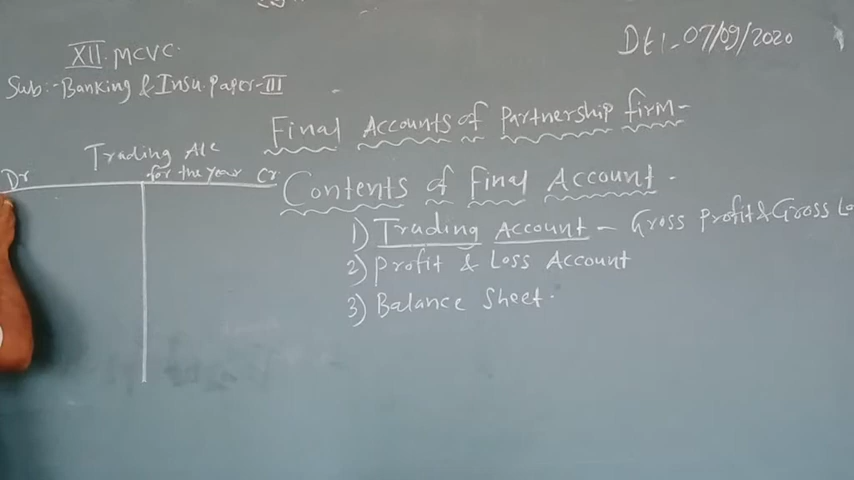 Dt:- 07/09/2020
XII MCVC.
Sub:- Banking & Insu. Paper-III
Final Accounts of Partnership firm-
Trading A/c
for the year
Dr
Cr
Contents of Final Account.
1) Trading Account - Gross Profit & Gross Lo
2) Profit & Loss Account
3) Balance Sheet.